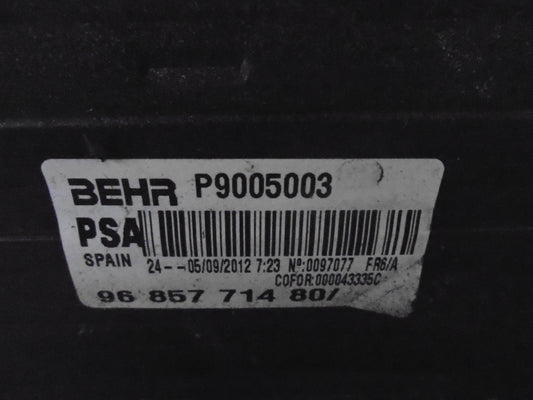 BEHR P9005003
PSA
SPAIN 24--05/09/2012 7:23 Nº:0097077 FR6/A
COFOR:000043335C
96 857 714 80/